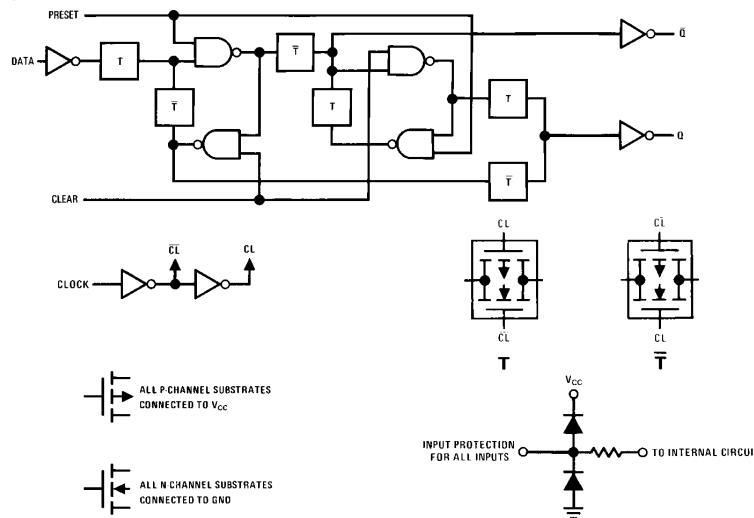 PRESET
DATA
T
T̅
T
T̅
T
T̅
Q̅
Q
CLEAR
CLOCK
C̅L̅
CL
CL
C̅L̅
T
C̅L̅
CL
T̅
ALL P-CHANNEL SUBSTRATES
CONNECTED TO VCC
ALL N-CHANNEL SUBSTRATES
CONNECTED TO GND
VCC
INPUT PROTECTION
FOR ALL INPUTS
TO INTERNAL CIRCUI